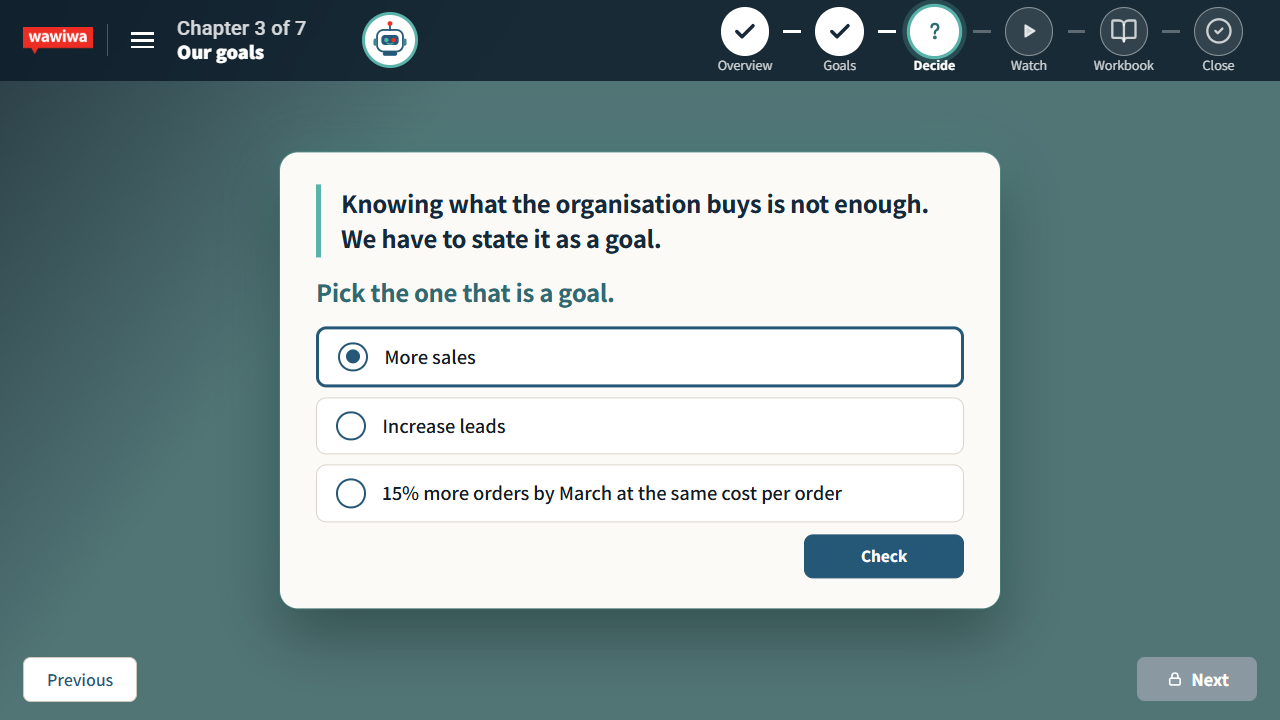 wawiwa
Chapter 3 of 7
Our goals
Overview
Goals
?
Decide
Watch
Workbook
Close
Knowing what the organisation buys is not enough.
We have to state it as a goal.
Pick the one that is a goal.
More sales
Increase leads
15% more orders by March at the same cost per order
Check
Previous
Next